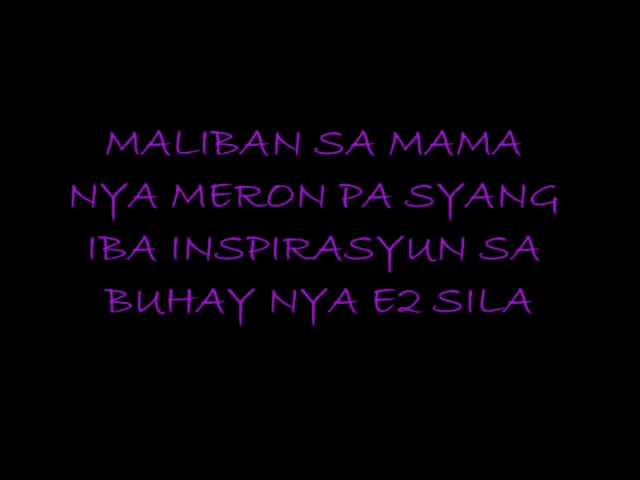 MALIBAN SA MAMA
NYA MERON PA SYANG
IBA INSPIRASYUN SA
BUHAY NYA E2 SILA